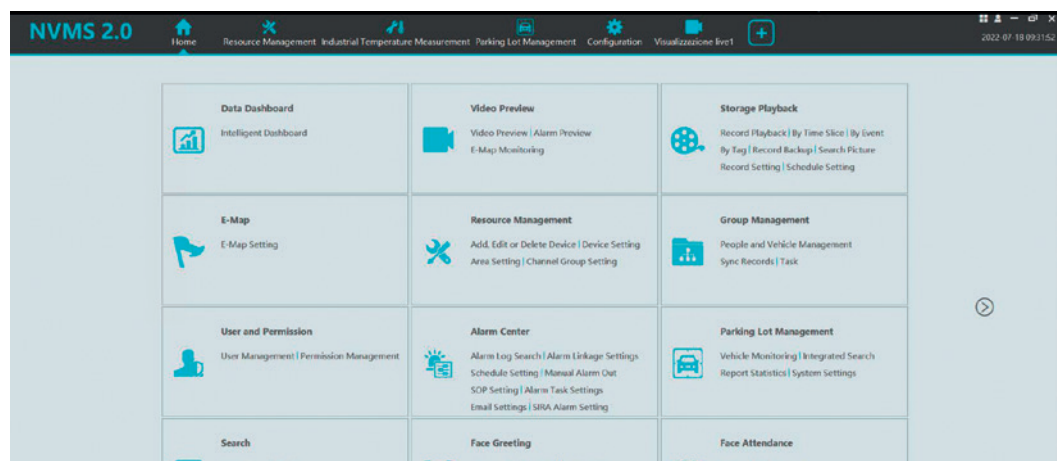 NVMS 2.0
Home
Resource Management
Industrial Temperature Measurement
Parking Lot Management
Configuration
Visualizzazione live1
2022-07-18 09:31:52
Data Dashboard
Intelligent Dashboard
Video Preview
Video Preview | Alarm Preview
E-Map Monitoring
Storage Playback
Record Playback | By Time Slice | By Event
By Tag | Record Backup | Search Picture
Record Setting | Schedule Setting
E-Map
E-Map Setting
Resource Management
Add, Edit or Delete Device | Device Setting
Area Setting | Channel Group Setting
Group Management
People and Vehicle Management
Sync Records | Task
User and Permission
User Management | Permission Management
Alarm Center
Alarm Log Search | Alarm Linkage Settings
Schedule Setting | Manual Alarm Out
SOP Setting | Alarm Task Settings
Email Settings | SIRA Alarm Setting
Parking Lot Management
Vehicle Monitoring | Integrated Search
Report Statistics | System Settings
Search
Face Greeting
Face Attendance